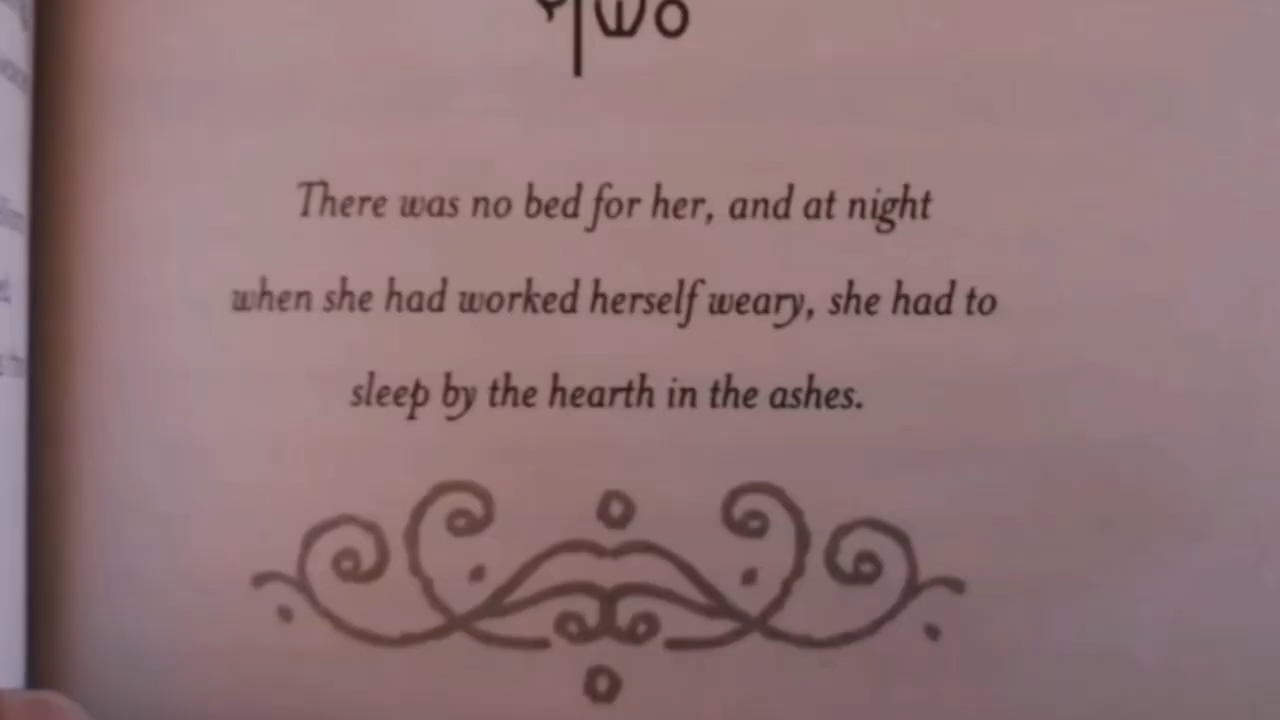 Two
There was no bed for her, and at night
when she had worked herself weary, she had to
sleep by the hearth in the ashes.